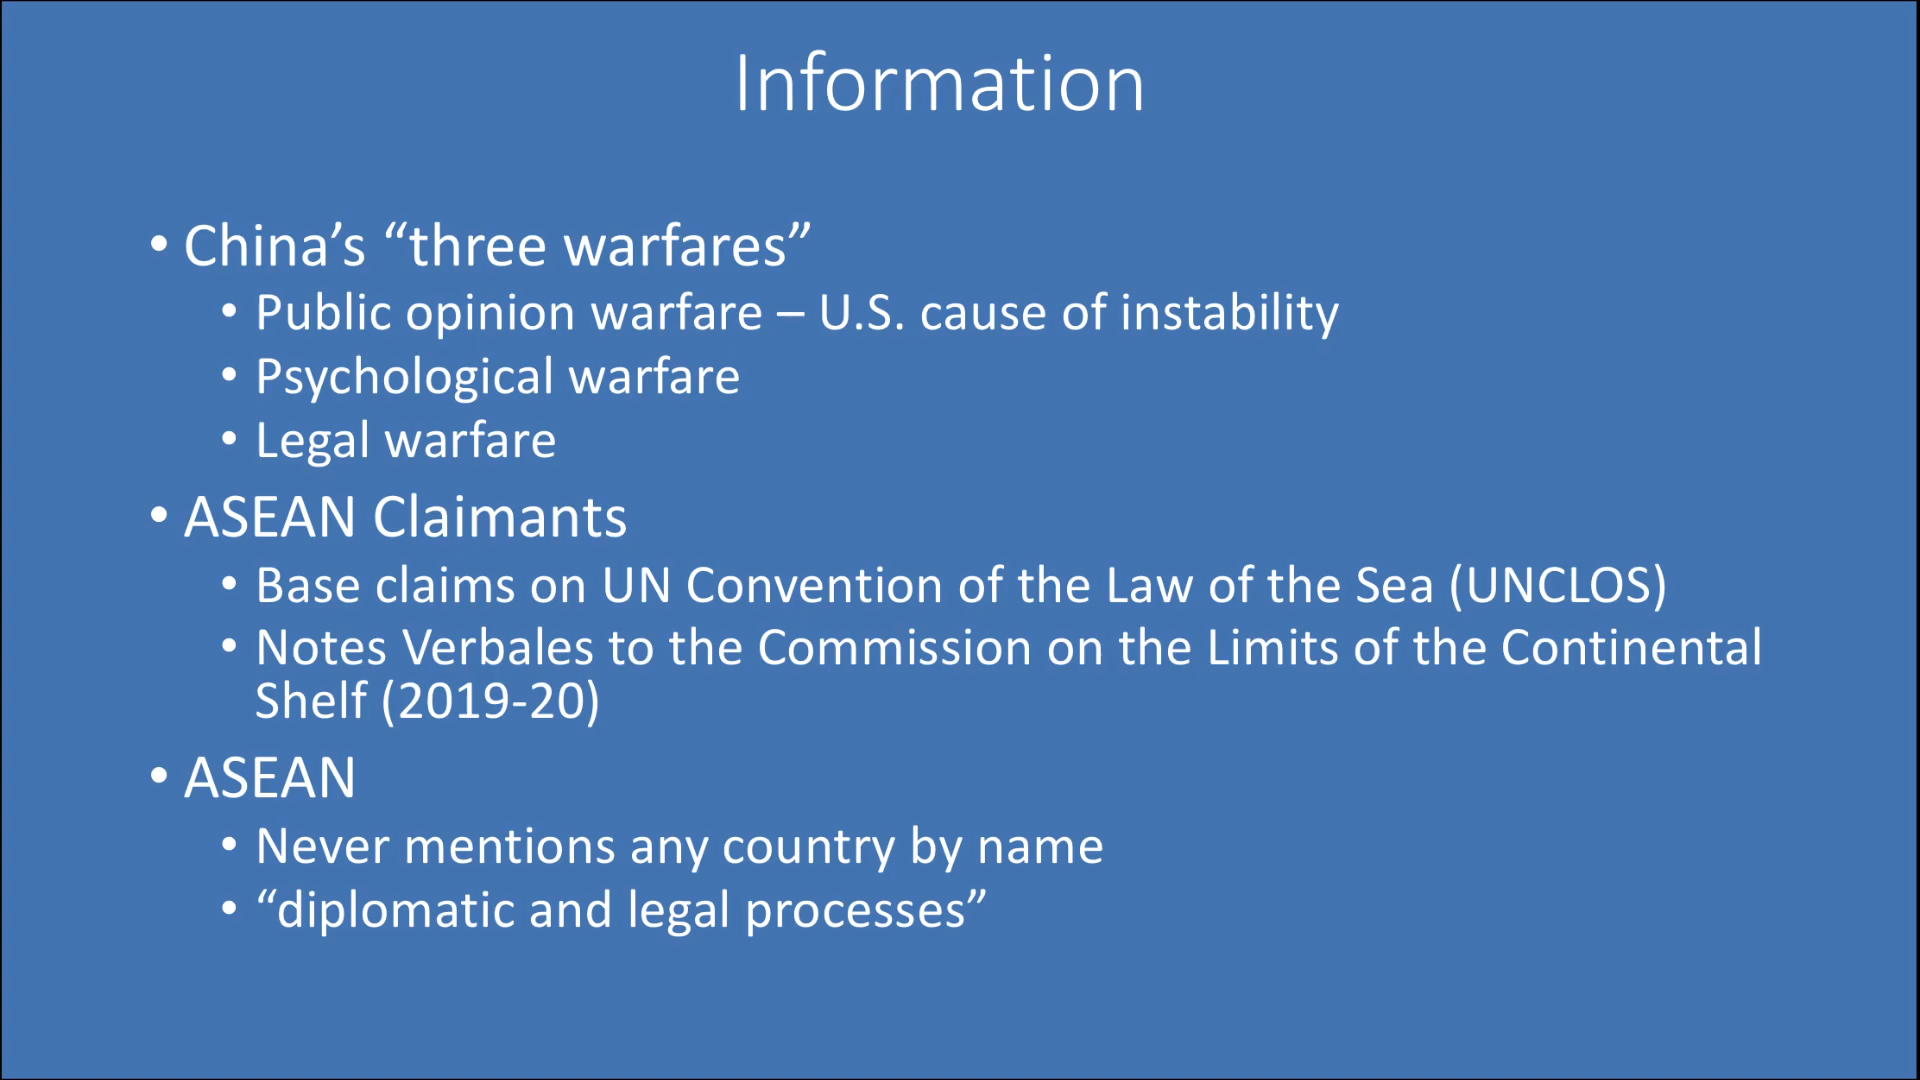 Information
• China’s “three warfares”
• Public opinion warfare – U.S. cause of instability
• Psychological warfare
• Legal warfare
• ASEAN Claimants
• Base claims on UN Convention of the Law of the Sea (UNCLOS)
• Notes Verbales to the Commission on the Limits of the Continental
Shelf (2019-20)
• ASEAN
• Never mentions any country by name
• “diplomatic and legal processes”